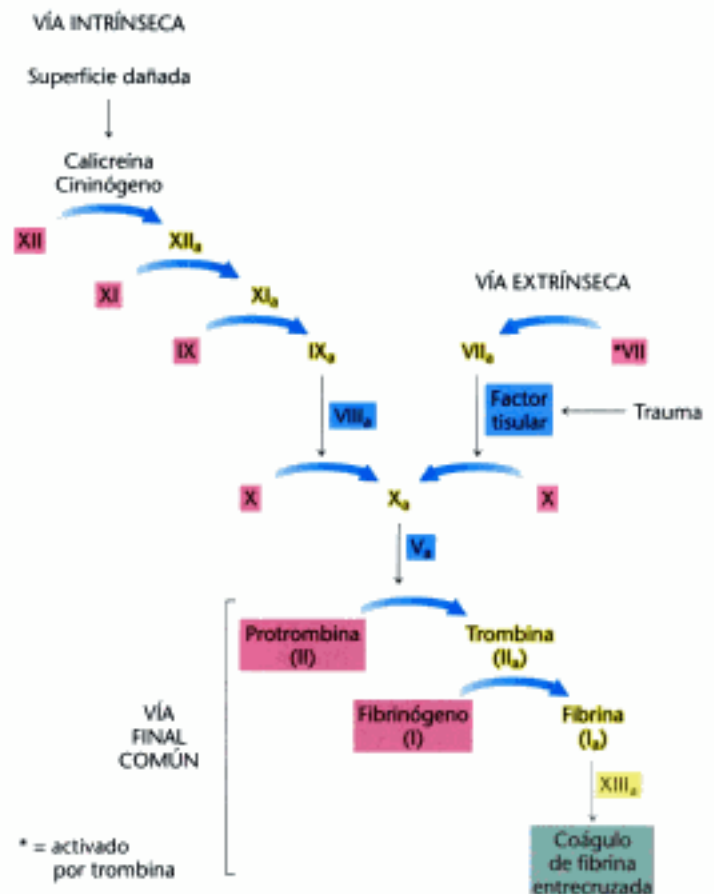 VÍA INTRÍNSECA
Superficie dañada
Calicreína
Cininógeno
XII
XIIa
XI
XIa
VÍA EXTRÍNSECA
IX
IXa
VIIa
*VII
VIIIa
Factor
tisular
Trauma
X
Xa
X
Va
Protrombina
(II)
Trombina
(IIa)
Fibrinógeno
(I)
Fibrina
(Ia)
VÍA
FINAL
COMÚN
XIIIa
* = activado
por trombina
Coágulo
de fibrina
entrecruzada